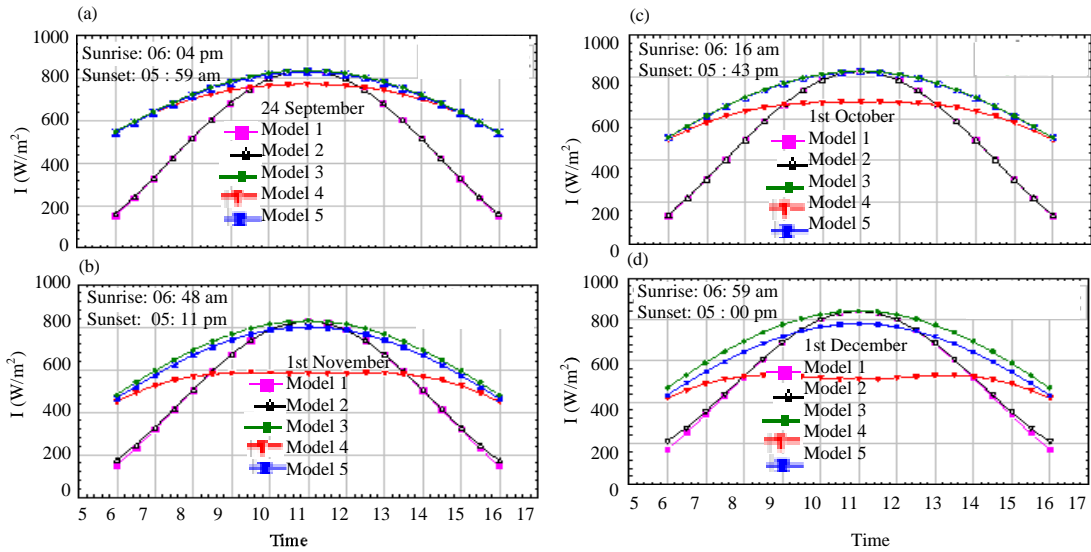 (a)
1000
800
600
400
200
0
I (W/m²)
Sunrise: 06: 04 pm
Sunset: 05 : 59 am
24 September
Model 1
Model 2
Model 3
Model 4
Model 5
(c)
1000
800
600
400
200
0
I (W/m²)
Sunrise: 06: 16 am
Sunset: 05 : 43 pm
1st October
Model 1
Model 2
Model 3
Model 4
Model 5
(b)
1000
800
600
400
200
0
I (W/m²)
Sunrise: 06: 48 am
Sunset: 05: 11 pm
1st November
Model 1
Model 2
Model 3
Model 4
Model 5
5 6 7 8 9 10 11 12 13 14 15 16 17
Time
(d)
1000
800
600
400
200
0
I (W/m²)
Sunrise: 06: 59 am
Sunset: 05 : 00 pm
1st December
Model 1
Model 2
Model 3
Model 4
Model 5
5 6 7 8 9 10 11 12 13 14 15 16 17
Time